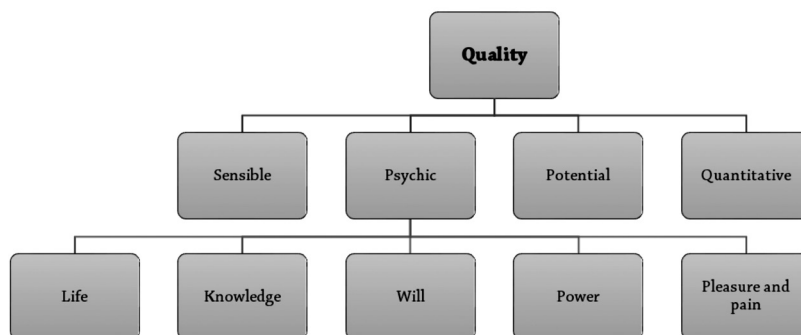 Quality
Sensible
Psychic
Potential
Quantitative
Life
Knowledge
Will
Power
Pleasure and
pain